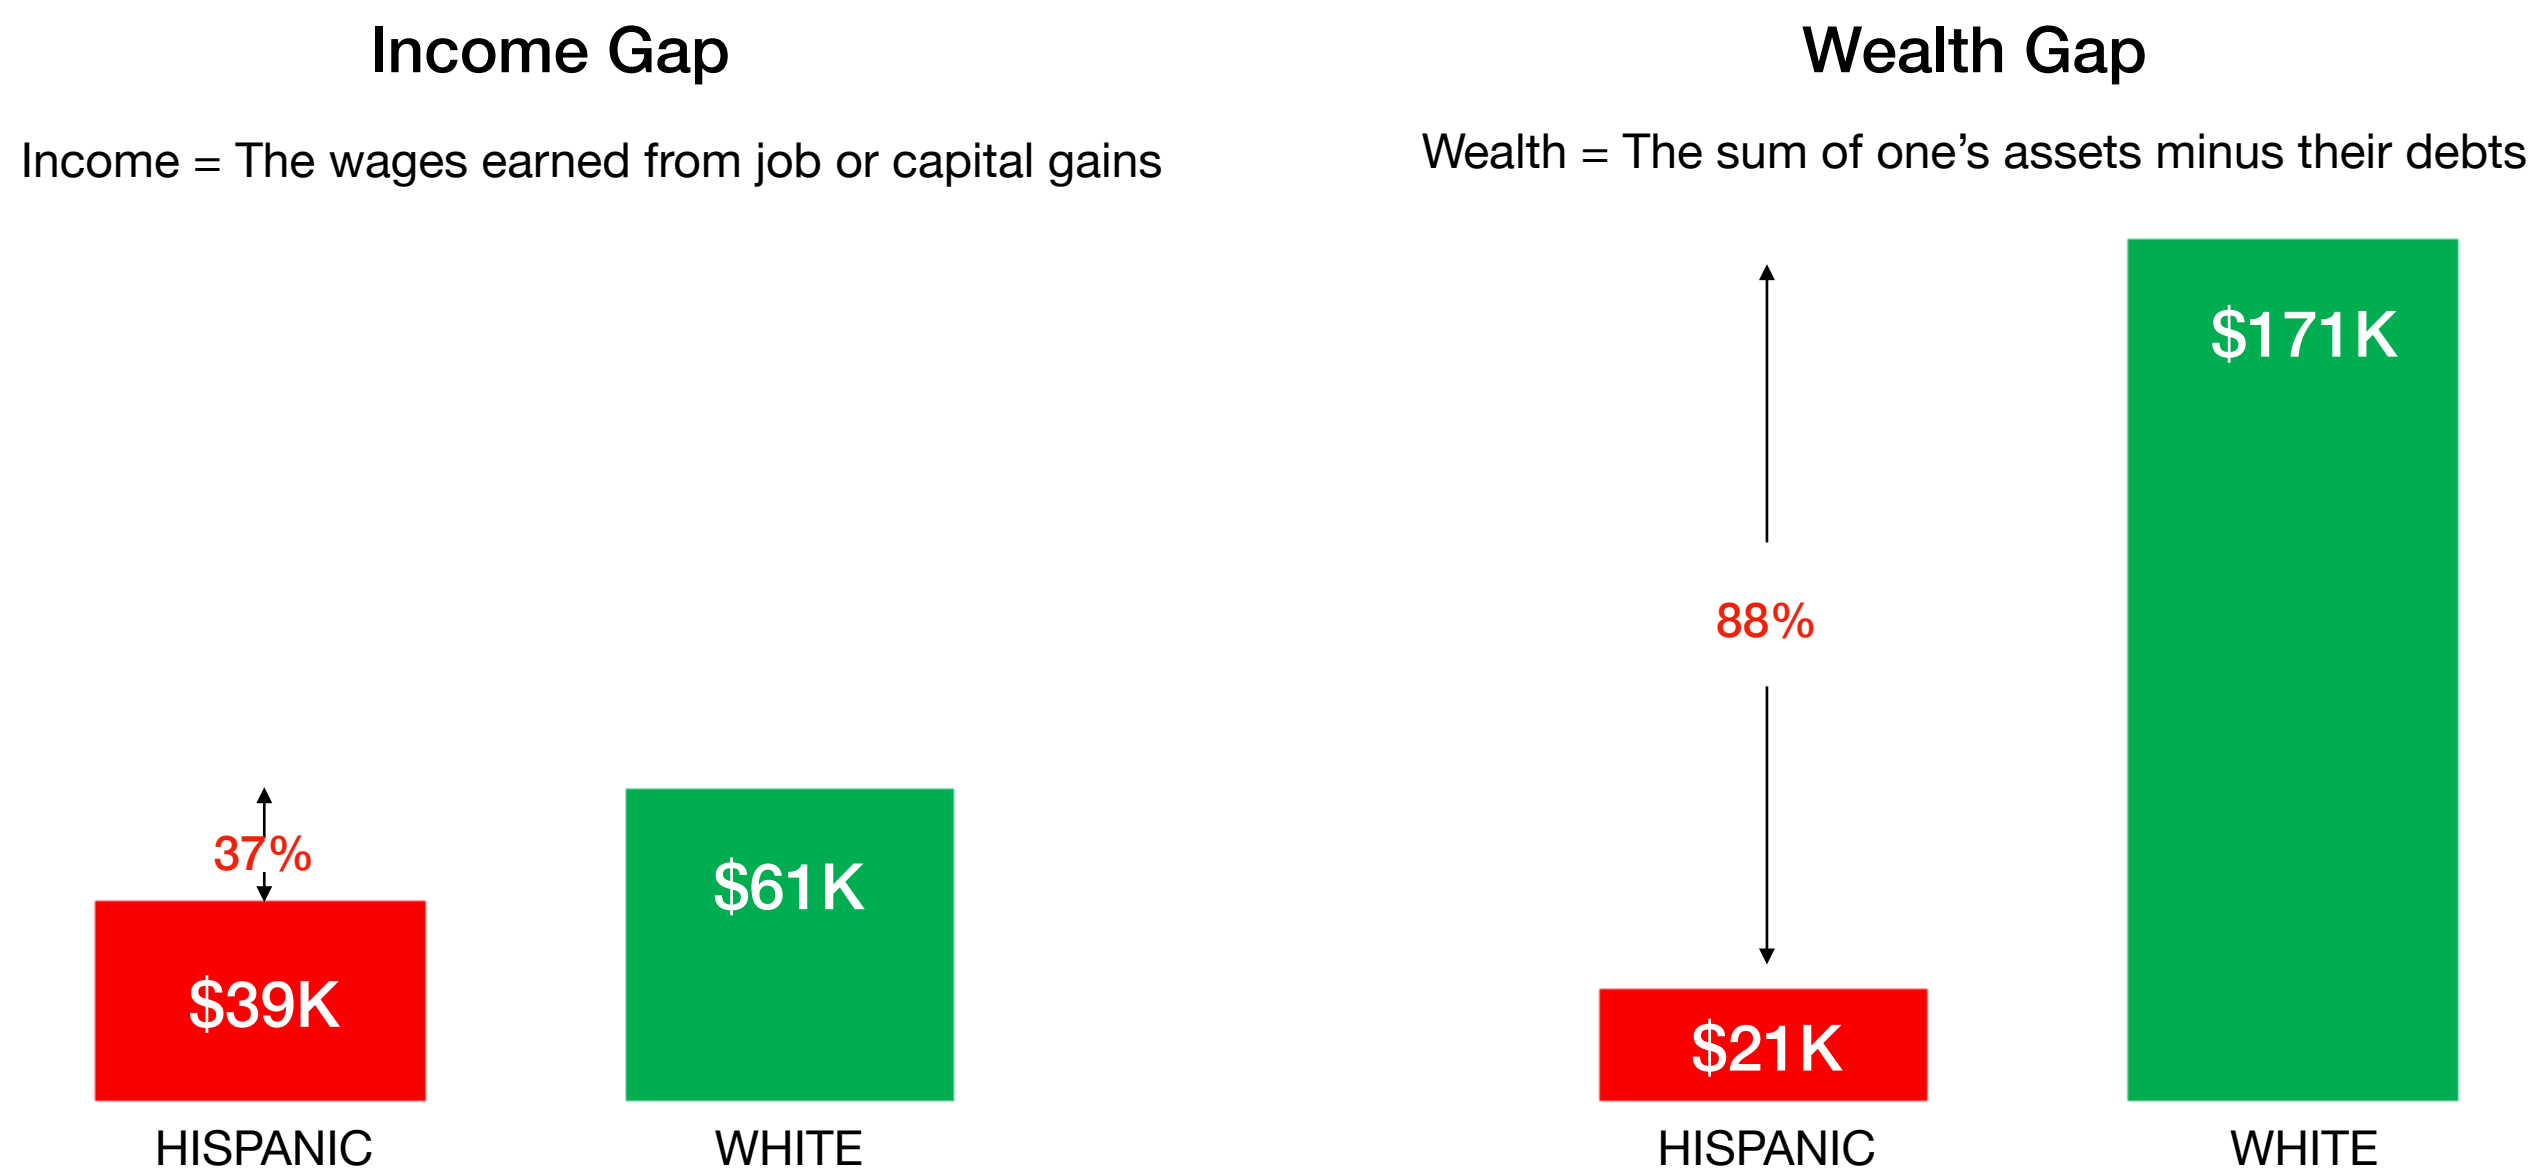 Income Gap
Income = The wages earned from job or capital gains
37%
$39K
$61K
HISPANIC
WHITE
Wealth Gap
Wealth = The sum of one’s assets minus their debts
88%
$171K
$21K
HISPANIC
WHITE